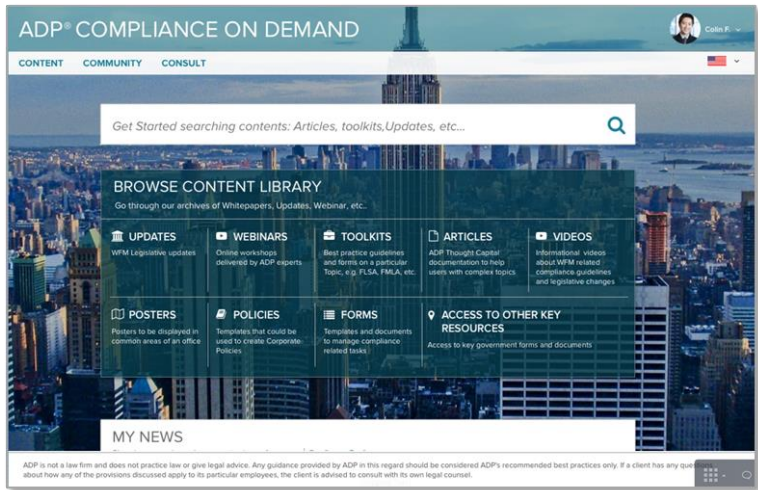 ADP® COMPLIANCE ON DEMAND
Colin F.
CONTENT COMMUNITY CONSULT
Get Started searching contents: Articles, toolkits,Updates, etc...
BROWSE CONTENT LIBRARY
Go through our archives of Whitepapers, Updates, Webinar, etc..
UPDATES
WFM Legislative updates
WEBINARS
Online workshops
delivered by ADP experts
TOOLKITS
Best practice guidelines
and forms on a particular
Topic, e.g. FLSA, FMLA, etc.
ARTICLES
ADP Thought Capital
documentation to help
users with complex topics
VIDEOS
Informational videos
about WFM related
compliance guidelines
and legislative changes
POSTERS
Posters to be displayed in
common areas of an office
POLICIES
Templates that could be
used to create Corporate
Policies
FORMS
Templates and documents
to manage compliance
related tasks
ACCESS TO OTHER KEY
RESOURCES
Access to key government forms and documents
MY NEWS
ADP is not a law firm and does not practice law or give legal advice. Any guidance provided by ADP in this regard should be considered ADP's recommended best practices only. If a client has any
about how any of the provisions discussed apply to its particular employees, the client is advised to consult with its own legal counsel.